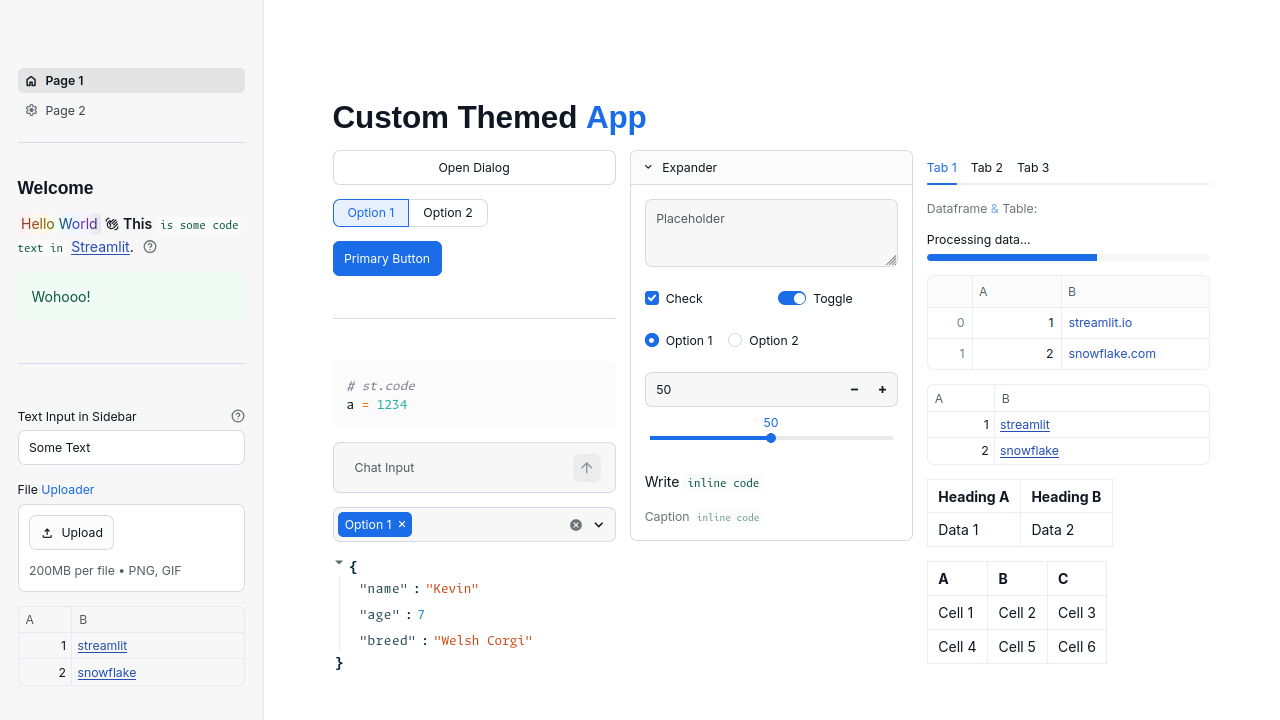 Page 1
Page 2
Welcome
Hello World 👋 This is some code
text in Streamlit.
Wohooo!
Text Input in Sidebar
Some Text
File Uploader
Upload
200MB per file • PNG, GIF
A B
1 streamlit
2 snowflake
Custom Themed App
Open Dialog
Option 1 Option 2
Primary Button
# st.code
a = 1234
Chat Input
Option 1
{
"name" : "Kevin"
"age" : 7
"breed" : "Welsh Corgi"
}
Expander
Placeholder
Check Toggle
Option 1 Option 2
50
50
Write inline code
Caption inline code
Tab 1 Tab 2 Tab 3
Dataframe & Table:
Processing data...
A B
0 1 streamlit.io
1 2 snowflake.com
A B
1 streamlit
2 snowflake
Heading A Heading B
Data 1 Data 2
A B C
Cell 1 Cell 2 Cell 3
Cell 4 Cell 5 Cell 6